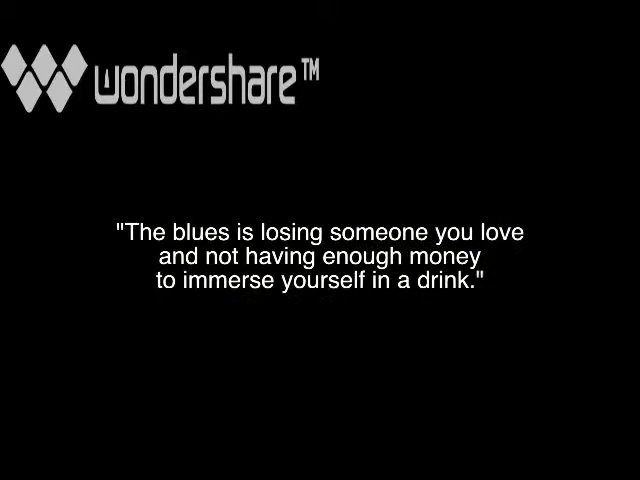 wondershare™
"The blues is losing someone you love
and not having enough money
to immerse yourself in a drink."